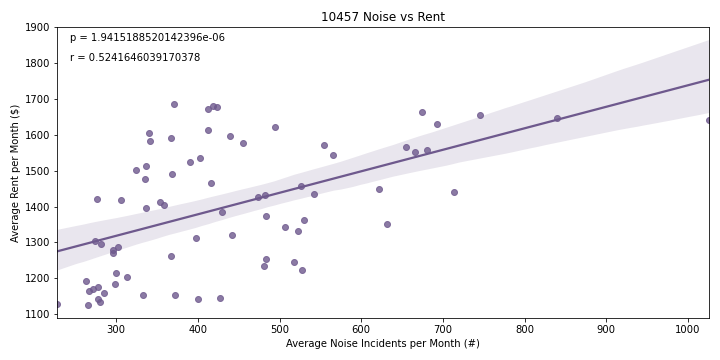 10457 Noise vs Rent
p = 1.9415188520142396e-06
r = 0.5241646039170378
1900
1800
1700
1600
1500
1400
1300
1200
1100
Average Rent per Month ($)
300 400 500 600 700 800 900 1000
Average Noise Incidents per Month (#)